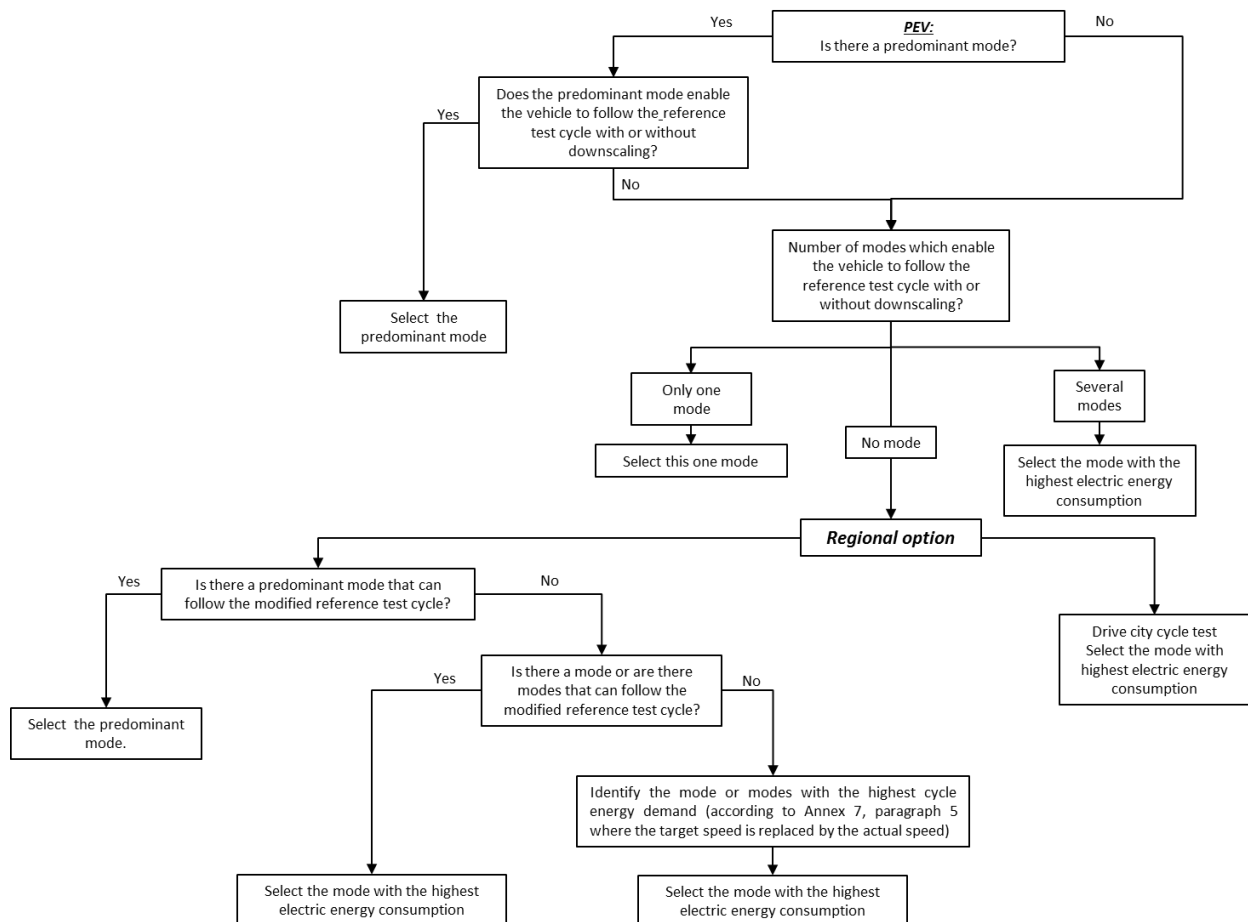 PEV:
Is there a predominant mode?
Yes
No
Does the predominant mode enable
the vehicle to follow the reference
test cycle with or without
downscaling?
Yes
No
Number of modes which enable
the vehicle to follow the
reference test cycle with or
without downscaling?
Select the
predominant mode
Only one
mode
Several
modes
No mode
Select this one mode
Select the mode with the
highest electric energy
consumption
Regional option
Yes
Is there a predominant mode that can
follow the modified reference test cycle?
No
Drive city cycle test
Select the mode with
highest electric energy
consumption
Yes
Is there a mode or are there
modes that can follow the
modified reference test cycle?
No
Select the predominant
mode.
Identify the mode or modes with the highest cycle
energy demand (according to Annex 7, paragraph 5
where the target speed is replaced by the actual speed)
Select the mode with the highest
electric energy consumption
Select the mode with the highest
electric energy consumption